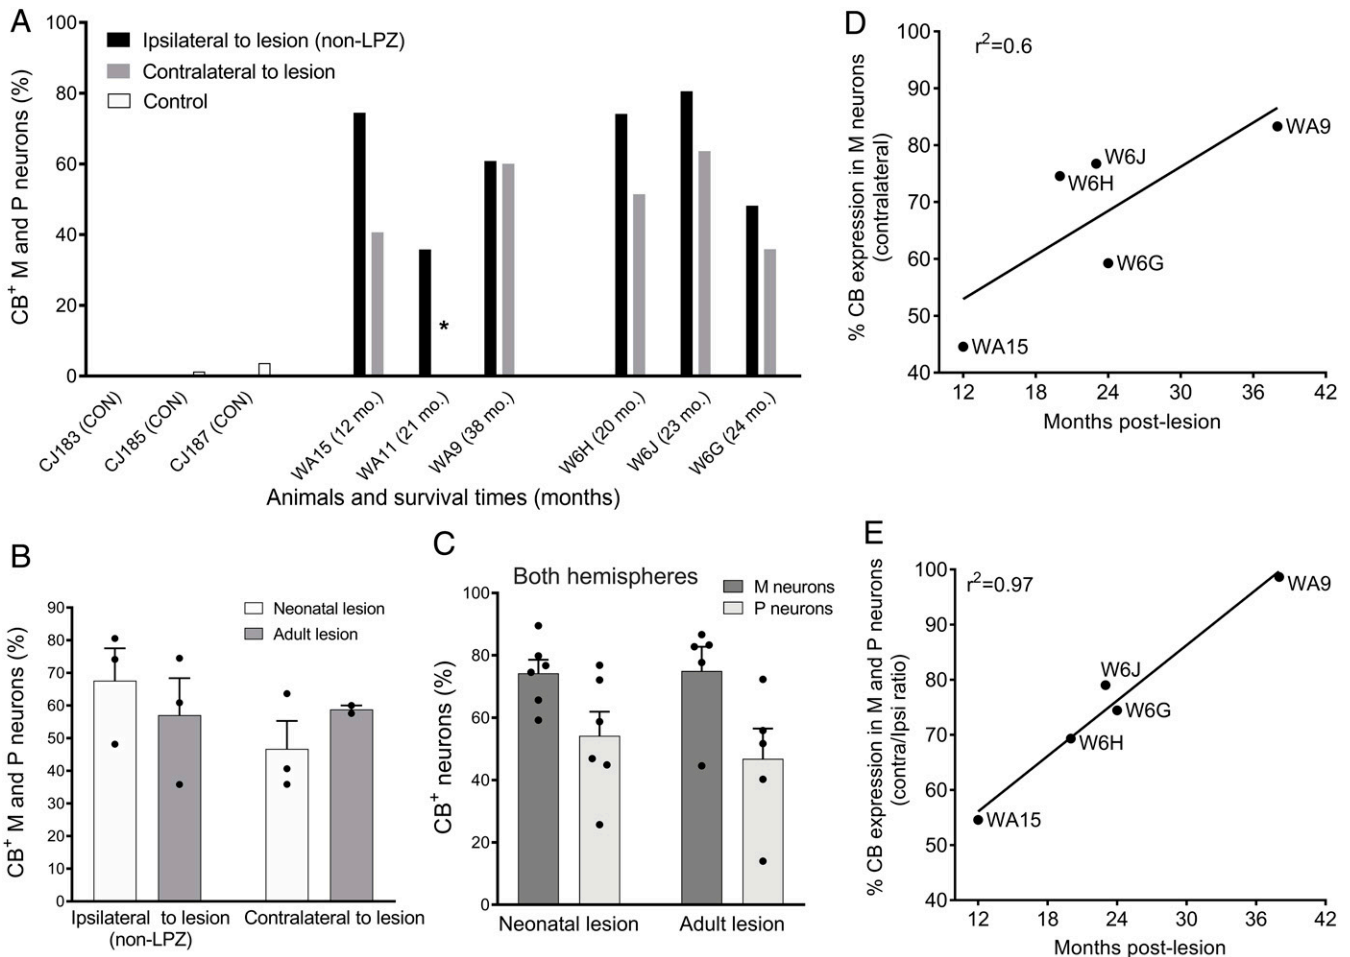 A
100
80
60
40
20
0
CB⁺ M and P neurons (%)
Ipsilateral to lesion (non-LPZ)
Contralateral to lesion
Control
*
CJ183 (CON)
CJ185 (CON)
CJ187 (CON)
WA15 (12 mo.)
WA11 (21 mo.)
WA9 (38 mo.)
W6H (20 mo.)
W6J (23 mo.)
W6G (24 mo.)
Animals and survival times (months)
D
r²=0.6
100
90
80
70
60
50
40
% CB expression in M neurons
(contralateral)
WA9
W6J
W6H
W6G
WA15
12 18 24 30 36 42
Months post-lesion
B
90
80
70
60
50
40
30
20
10
0
CB⁺ M and P neurons (%)
Neonatal lesion
Adult lesion
Ipsilateral to lesion
(non-LPZ)
Contralateral to lesion
C
Both hemispheres
M neurons
P neurons
100
80
60
40
20
0
CB⁺ neurons (%)
Neonatal lesion
Adult lesion
E
r²=0.97
100
90
80
70
60
50
40
% CB expression in M and P neurons
(contra/Ipsi ratio)
WA9
W6J
W6G
W6H
WA15
12 18 24 30 36 42
Months post-lesion